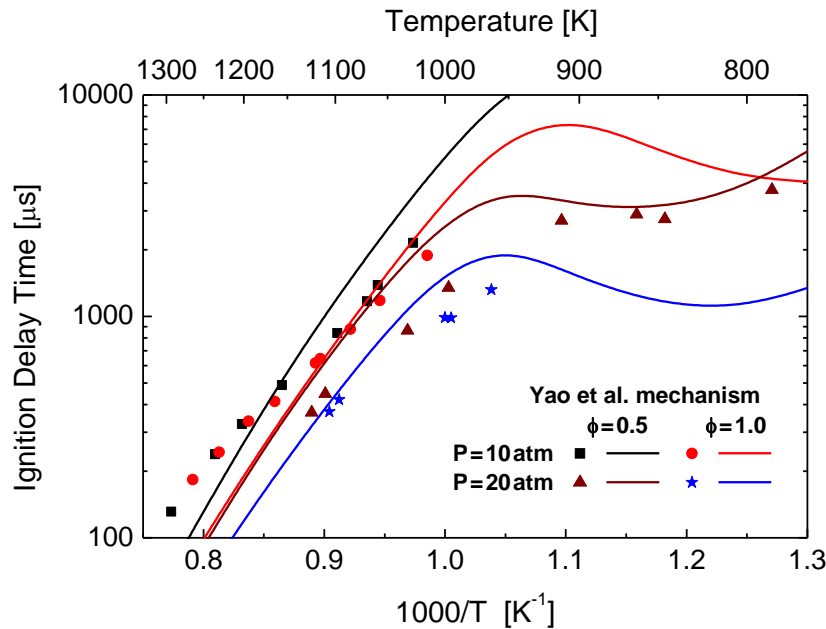 Temperature [K]
1300 1200 1100 1000 900 800
10000
1000
100
Ignition Delay Time [μs]
Yao et al. mechanism
ϕ=0.5 ϕ=1.0
P=10atm
P=20atm
0.8 0.9 1.0 1.1 1.2 1.3
1000/T [K⁻¹]